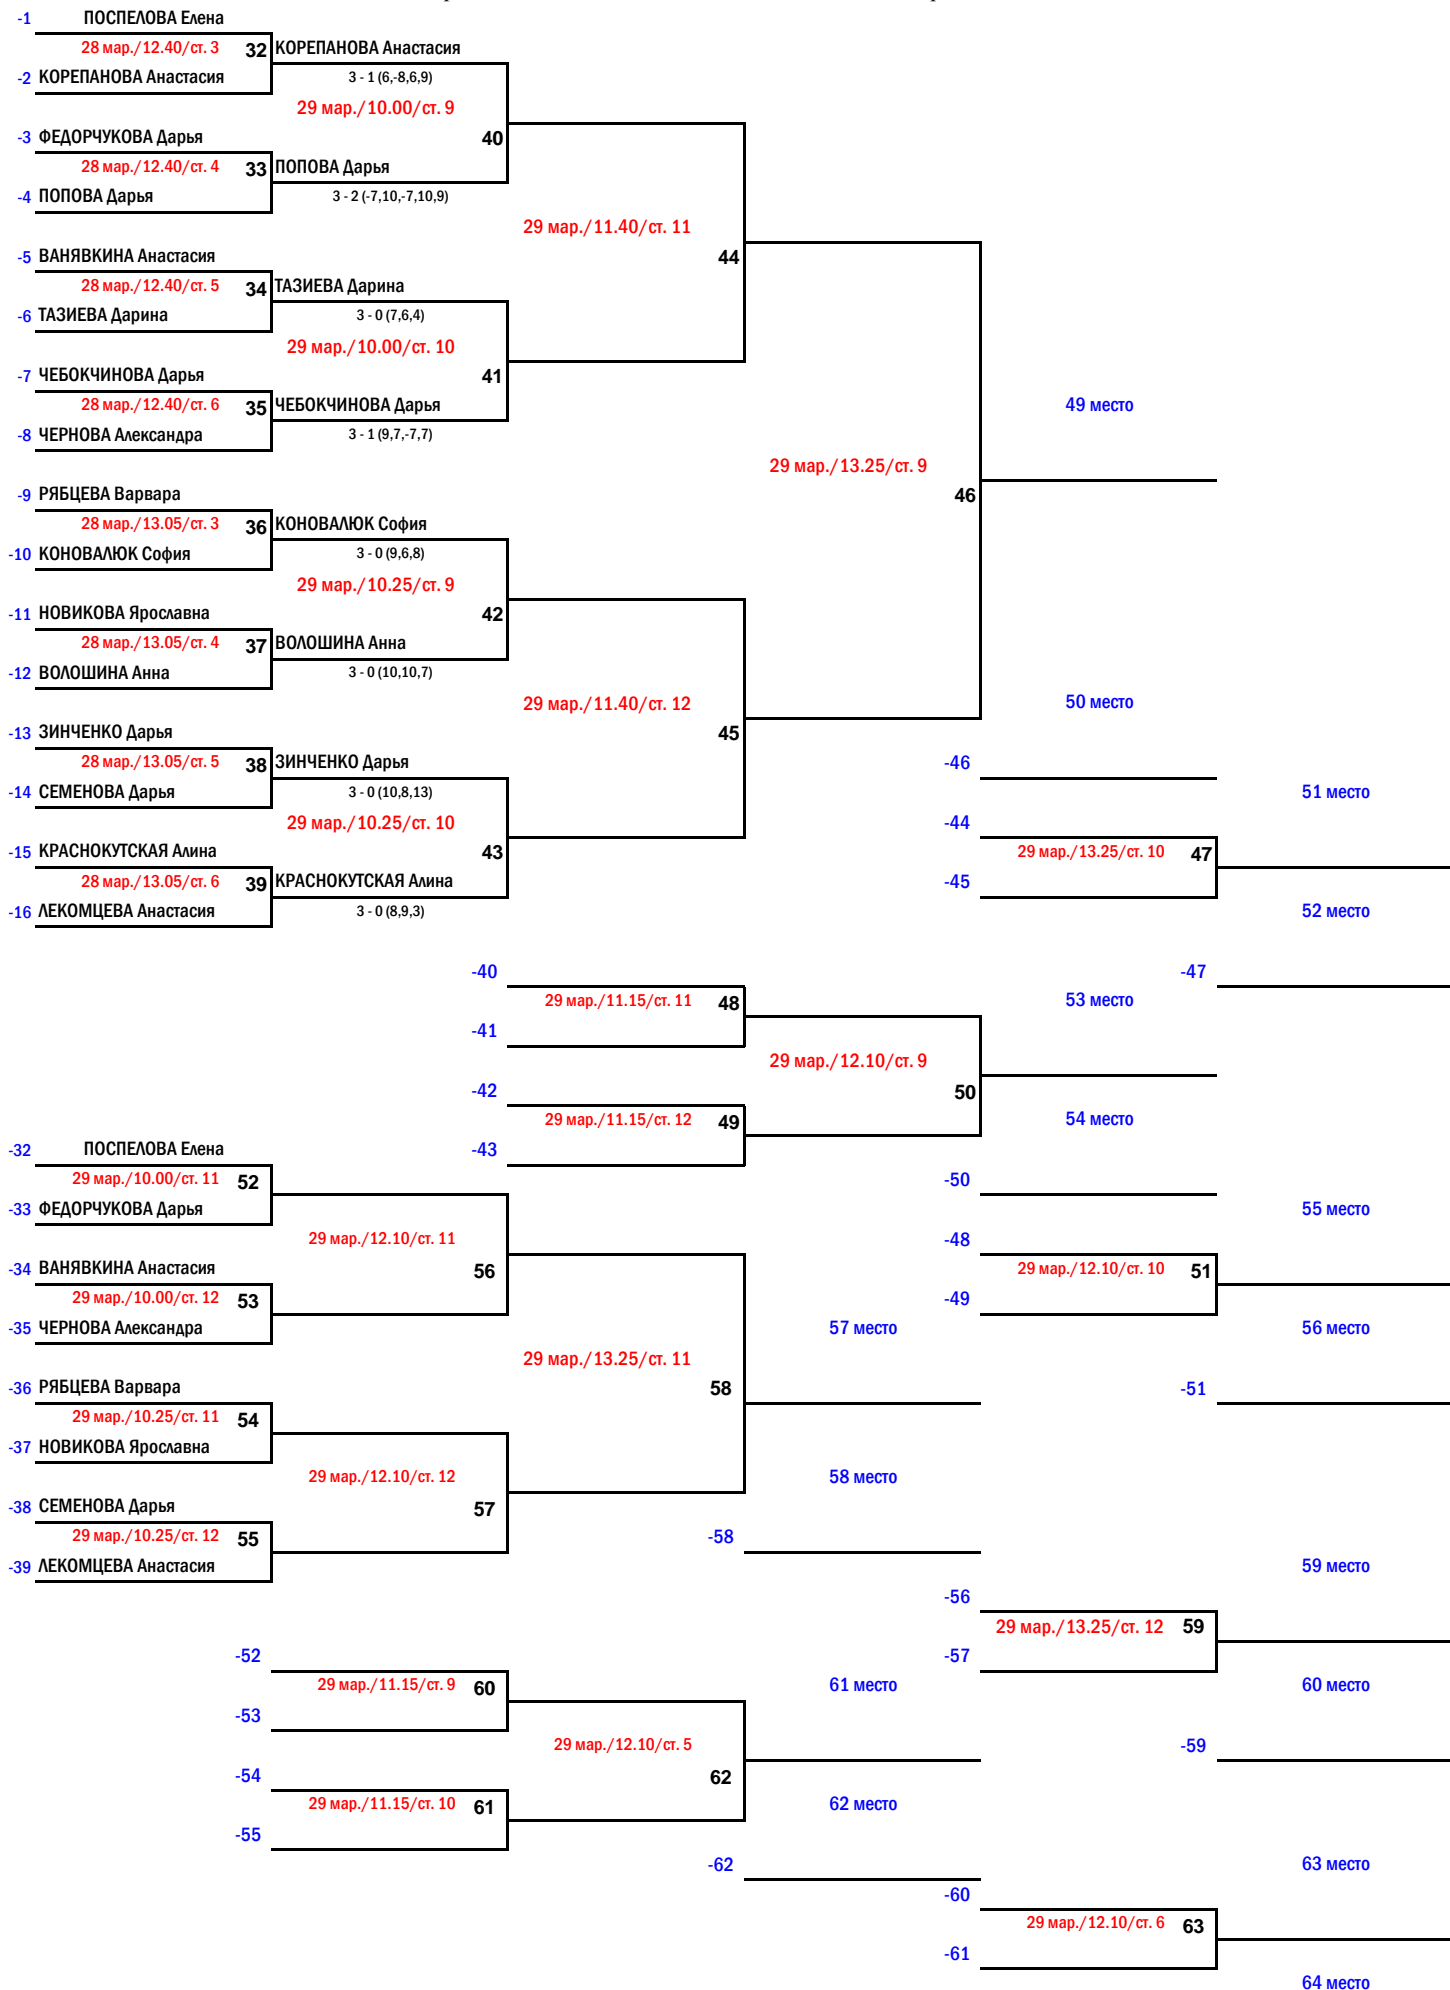 -1 ПОСПЕЛОВА Елена
28 мар./12.40/ст. 3 32 КОРЕПАНОВА Анастасия
-2 КОРЕПАНОВА Анастасия 3 - 1 (6,-8,6,9)
29 мар./10.00/ст. 9
-3 ФЕДОРЧУКОВА Дарья 40
28 мар./12.40/ст. 4 33 ПОПОВА Дарья
-4 ПОПОВА Дарья 3 - 2 (-7,10,-7,10,9)
29 мар./11.40/ст. 11
-5 ВАНЯВКИНА Анастасия 44
28 мар./12.40/ст. 5 34 ТАЗИЕВА Дарина
-6 ТАЗИЕВА Дарина 3 - 0 (7,6,4)
29 мар./10.00/ст. 10
-7 ЧЕБОКЧИНОВА Дарья 41
28 мар./12.40/ст. 6 35 ЧЕБОКЧИНОВА Дарья 49 место
-8 ЧЕРНОВА Александра 3 - 1 (9,7,-7,7)
29 мар./13.25/ст. 9
-9 РЯБЦЕВА Варвара 46
28 мар./13.05/ст. 3 36 КОНОВАЛЮК София
-10 КОНОВАЛЮК София 3 - 0 (9,6,8)
29 мар./10.25/ст. 9
-11 НОВИКОВА Ярославна 42
28 мар./13.05/ст. 4 37 ВОЛОШИНА Анна
-12 ВОЛОШИНА Анна 3 - 0 (10,10,7)
29 мар./11.40/ст. 12 50 место
-13 ЗИНЧЕНКО Дарья 45
28 мар./13.05/ст. 5 38 ЗИНЧЕНКО Дарья -46
-14 СЕМЕНОВА Дарья 3 - 0 (10,8,13) 51 место
29 мар./10.25/ст. 10 -44
-15 КРАСНОКУТСКАЯ Алина 43 29 мар./13.25/ст. 10 47
28 мар./13.05/ст. 6 39 КРАСНОКУТСКАЯ Алина -45
-16 ЛЕКОМЦЕВА Анастасия 3 - 0 (8,9,3) 52 место
-40 -47
29 мар./11.15/ст. 11 48 53 место
-41
29 мар./12.10/ст. 9
-42 50
29 мар./11.15/ст. 12 49 54 место
-32 ПОСПЕЛОВА Елена -43
29 мар./10.00/ст. 11 52 -50
-33 ФЕДОРЧУКОВА Дарья 55 место
29 мар./12.10/ст. 11 -48
-34 ВАНЯВКИНА Анастасия 56 29 мар./12.10/ст. 10 51
29 мар./10.00/ст. 12 53 -49
-35 ЧЕРНОВА Александра 57 место 56 место
29 мар./13.25/ст. 11
-36 РЯБЦЕВА Варвара 58 -51
29 мар./10.25/ст. 11 54
-37 НОВИКОВА Ярославна
29 мар./12.10/ст. 12 58 место
-38 СЕМЕНОВА Дарья 57
29 мар./10.25/ст. 12 55 -58
-39 ЛЕКОМЦЕВА Анастасия 59 место
-56
29 мар./13.25/ст. 12 59
-52 -57
29 мар./11.15/ст. 9 60 61 место 60 место
-53
29 мар./12.10/ст. 5 -59
-54 62
29 мар./11.15/ст. 10 61 62 место
-55
-62 63 место
-60
29 мар./12.10/ст. 6 63
-61
64 место